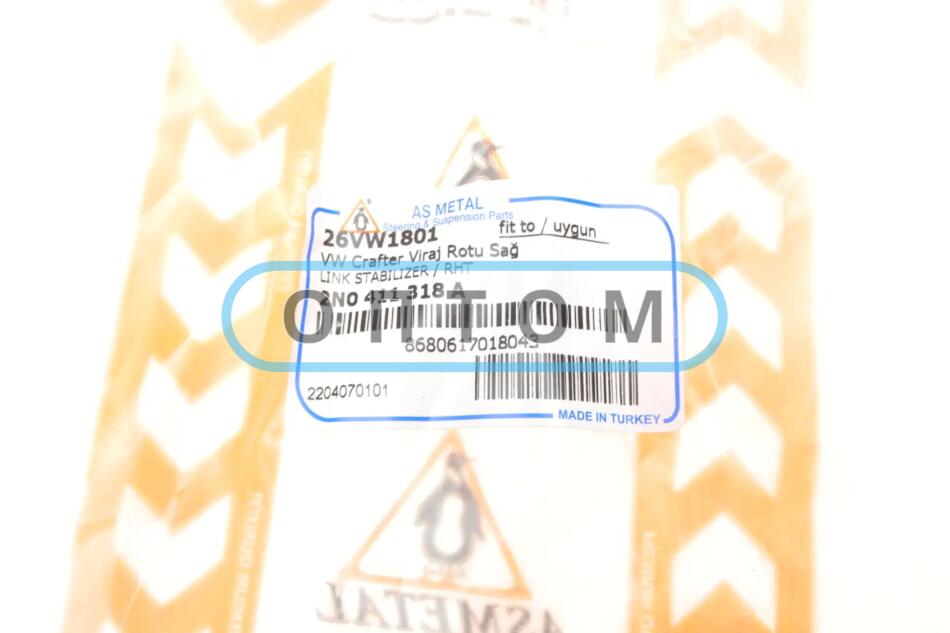 AS METAL
Steering & Suspension Parts
26VW1801
fit to / uygun
VW Crafter Viraj Rotu Sağ
LINK STABILIZER / RHT
2N0 411 318 A
ОПТОМ
8680617018043
2204070101
MADE IN TURKEY
ASMETAL